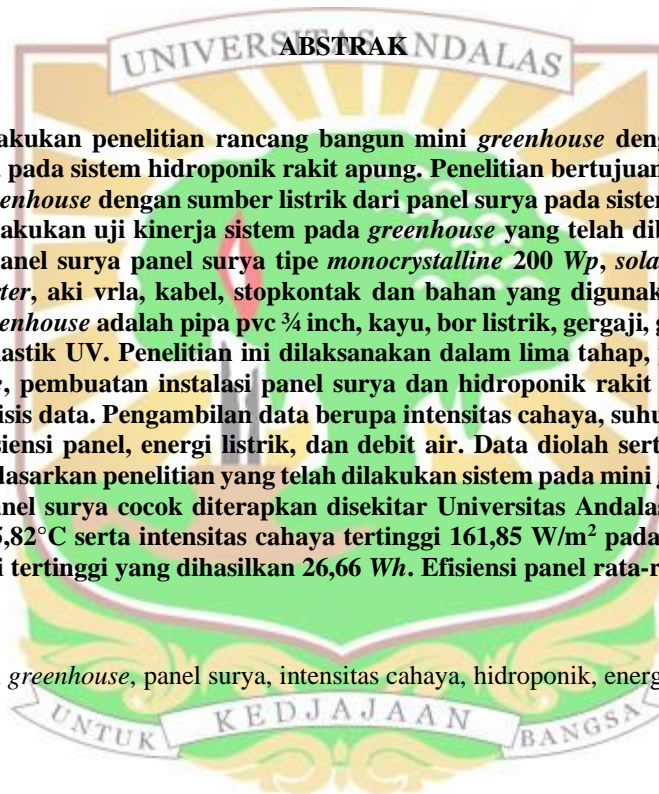 UNIVERSITAS ANDALAS
ABSTRAK
akukan penelitian rancang bangun mini greenhouse deng
pada sistem hidroponik rakit apung. Penelitian bertujuan
enhouse dengan sumber listrik dari panel surya pada sistem
akukan uji kinerja sistem pada greenhouse yang telah dib
panel surya panel surya tipe monocrystalline 200 Wp, sola
rter, aki vrla, kabel, stopkontak dan bahan yang digunak
enhouse adalah pipa pvc ¾ inch, kayu, bor listrik, gergaji, g
lastik UV. Penelitian ini dilaksanakan dalam lima tahap,
, pembuatan instalasi panel surya dan hidroponik rakit
isis data. Pengambilan data berupa intensitas cahaya, suhu
siensi panel, energi listrik, dan debit air. Data diolah sert
dasarkan penelitian yang telah dilakukan sistem pada mini g
anel surya cocok diterapkan disekitar Universitas Andalas
5,82°C serta intensitas cahaya tertinggi 161,85 W/m² pada
i tertinggi yang dihasilkan 26,66 Wh. Efisiensi panel rata-r
greenhouse, panel surya, intensitas cahaya, hidroponik, energ
UNTUK KEDJAJAAN BANGSA